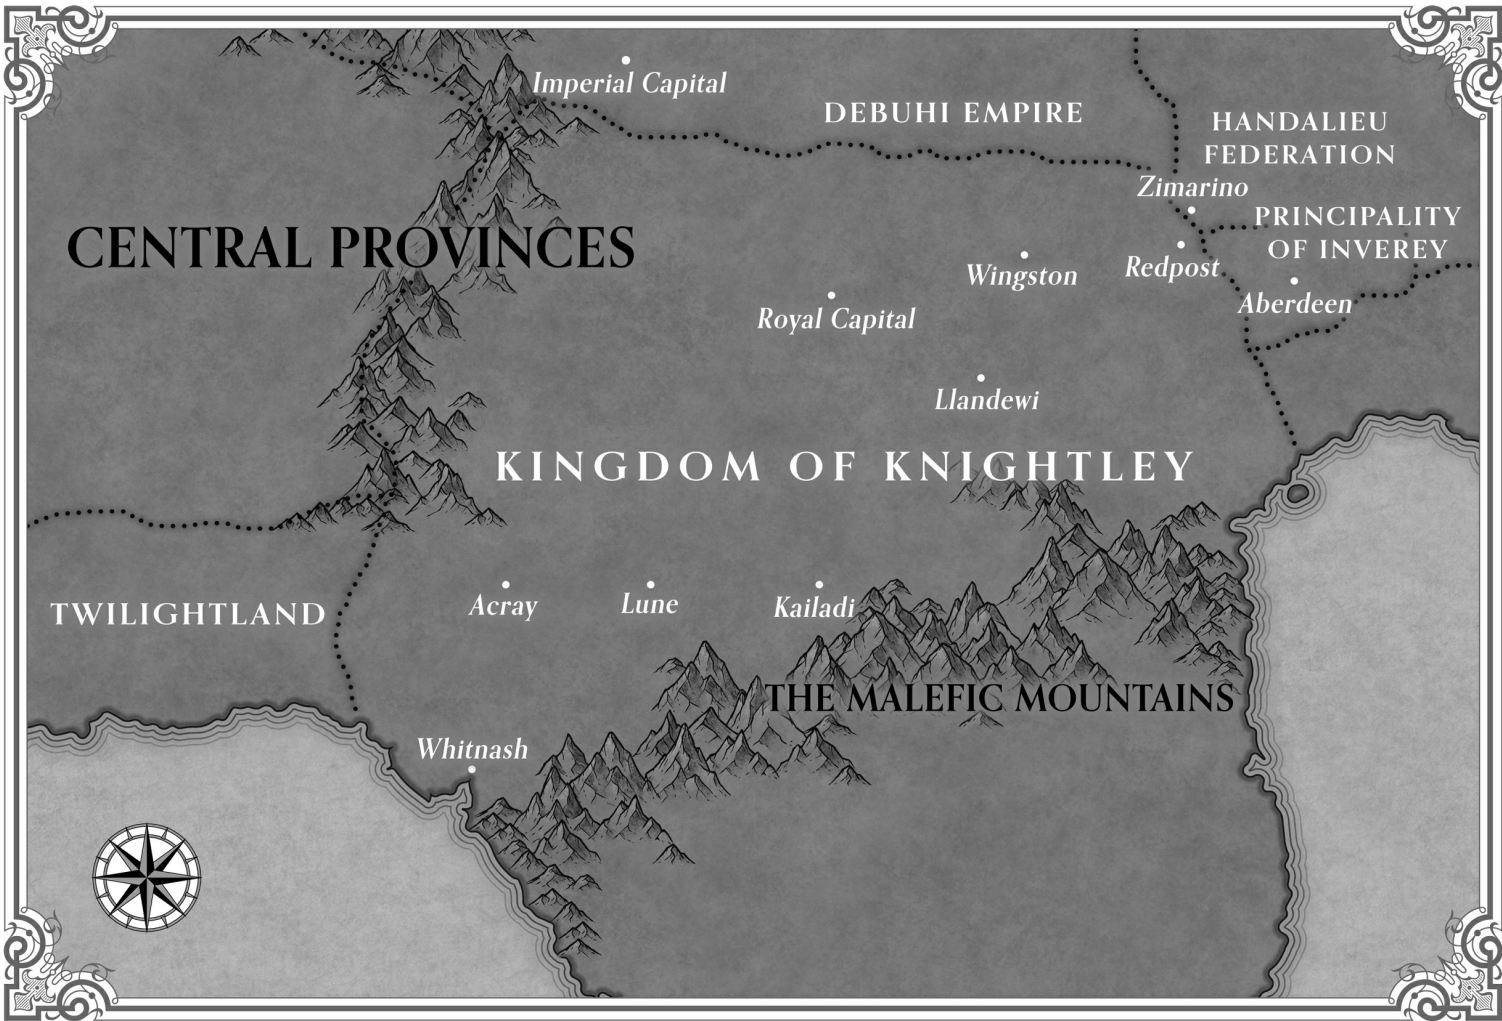 Imperial Capital
DEBUHI EMPIRE
HANDALIEU
FEDERATION
Zimarino
PRINCIPALITY
OF INVEREY
CENTRAL PROVINCES
Wingston
Redpost
Aberdeen
Royal Capital
Llandewi
KINGDOM OF KNIGHTLEY
TWILIGHTLAND
Acray
Lune
Kailadi
THE MALEFIC MOUNTAINS
Whitnash